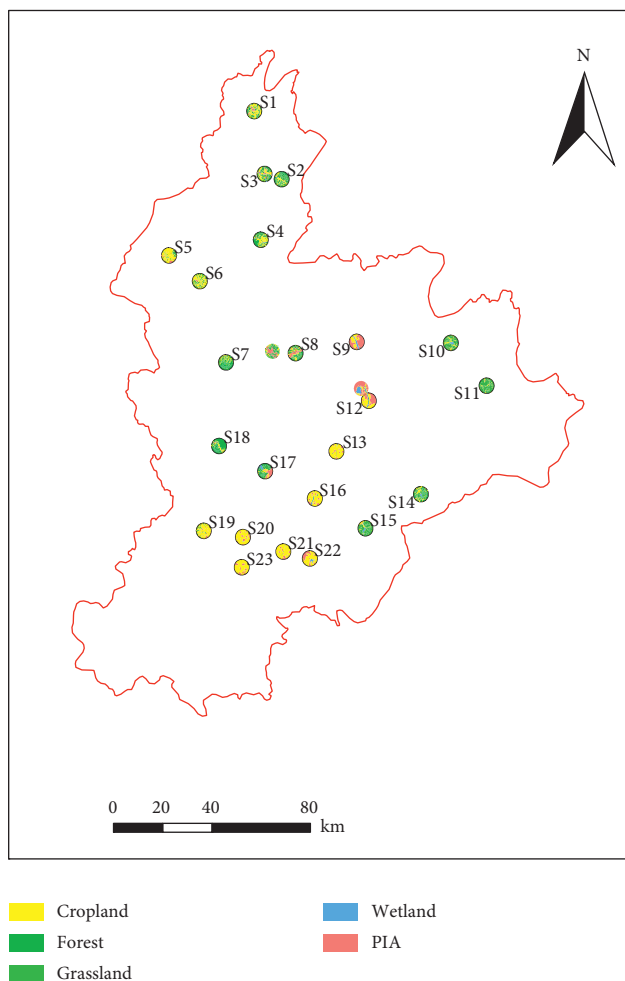 N
S1
S3 S2
S4
S5
S6
S7
S8
S9
S10
S11
S12
S13
S18
S17
S16
S14
S15
S19
S20
S21
S22
S23
0 20 40 80
km
Cropland
Forest
Grassland
Wetland
PIA